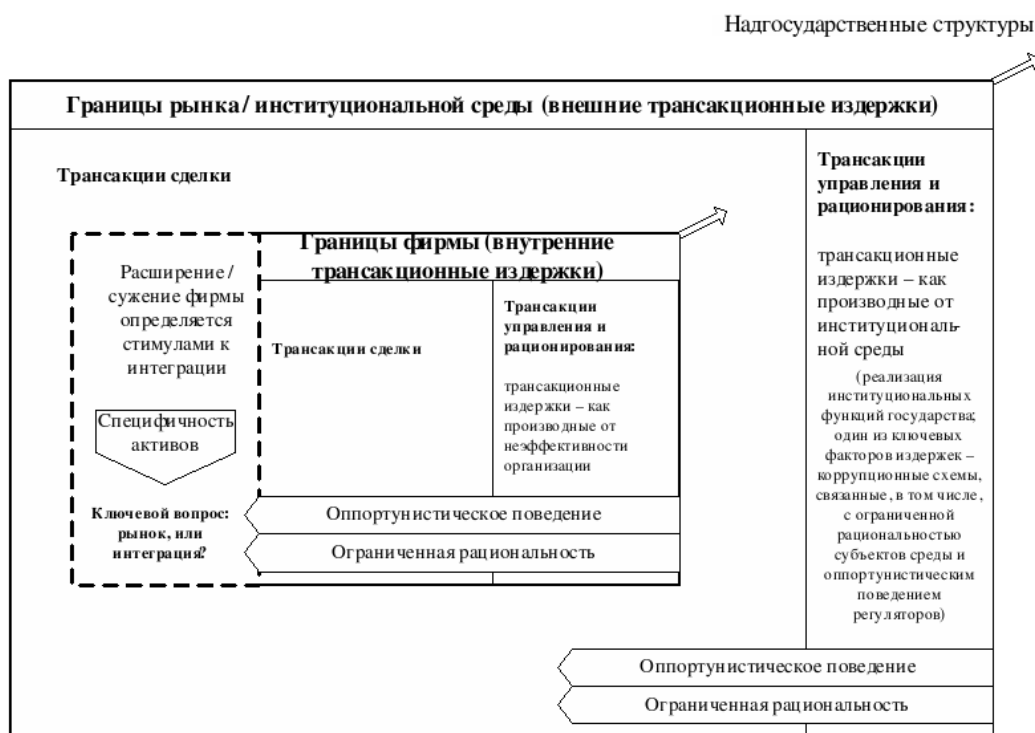 Надгосударственные структуры
Границы рынка / институциональной среды (внешние трансакционные издержки)
Трансакции сделки
Границы фирмы (внутренние
трансакционные издержки)
Расширение /
сужение фирмы
определяется
стимулами к
интеграции
Специфичность
активов
Ключевой вопрос:
рынок, или
интеграция?
Трансакции сделки
Трансакции
управления и
рационирования:
трансакционные
издержки – как
производные от
неэффективности
организации
Оппортунистическое поведение
Ограниченная рациональность
Трансакции
управления и
рационирования:
трансакционные
издержки – как
производные от
институциональ-
ной среды
(реализация
институциональных
функций государства;
один из ключевых
факторов издержек –
коррупционные схемы,
связанные, в том числе,
с ограниченной
рациональностью
субъектов среды и
оппортунистическим
поведением
регуляторов)
Оппортунистическое поведение
Ограниченная рациональность